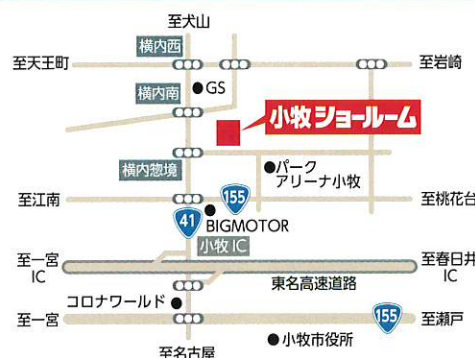 至犬山
横内西
至天王町
至岩崎
横内南
GS
小牧 ショールーム
横内惣境
パーク
アリーナ小牧
155
至江南
至桃花台
BIGMOTOR
41
小牧 IC
至一宮
IC
至春日井
IC
東名高速道路
コロナワールド
155
至一宮
至瀬戸
小牧市役所
至名古屋